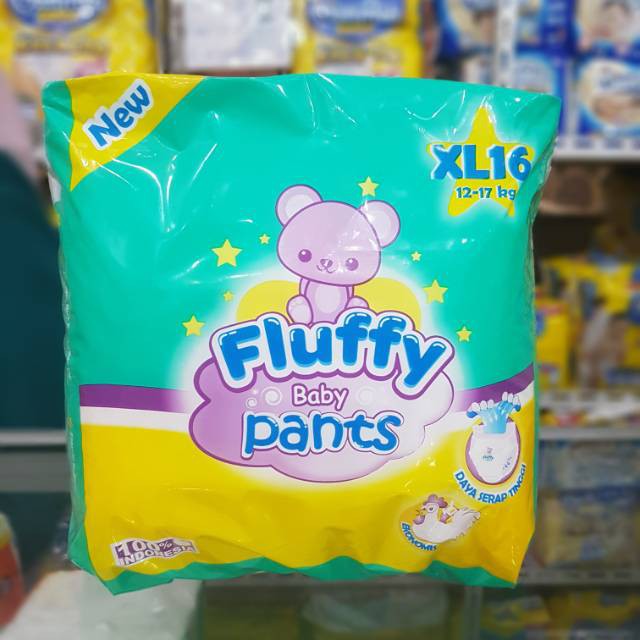 New
XL16
12-17 kg
Fluffy
Baby
pants
DAYA SERAP TINGGI
EKONOMIS
100%
INDONESIA